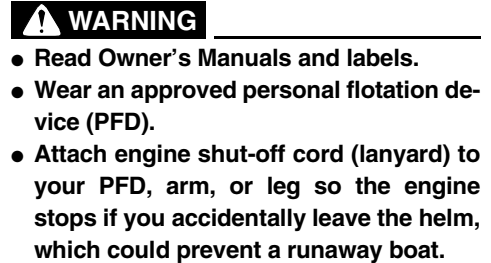 WARNING
● Read Owner's Manuals and labels.
● Wear an approved personal flotation de-
vice (PFD).
● Attach engine shut-off cord (lanyard) to
your PFD, arm, or leg so the engine
stops if you accidentally leave the helm,
which could prevent a runaway boat.